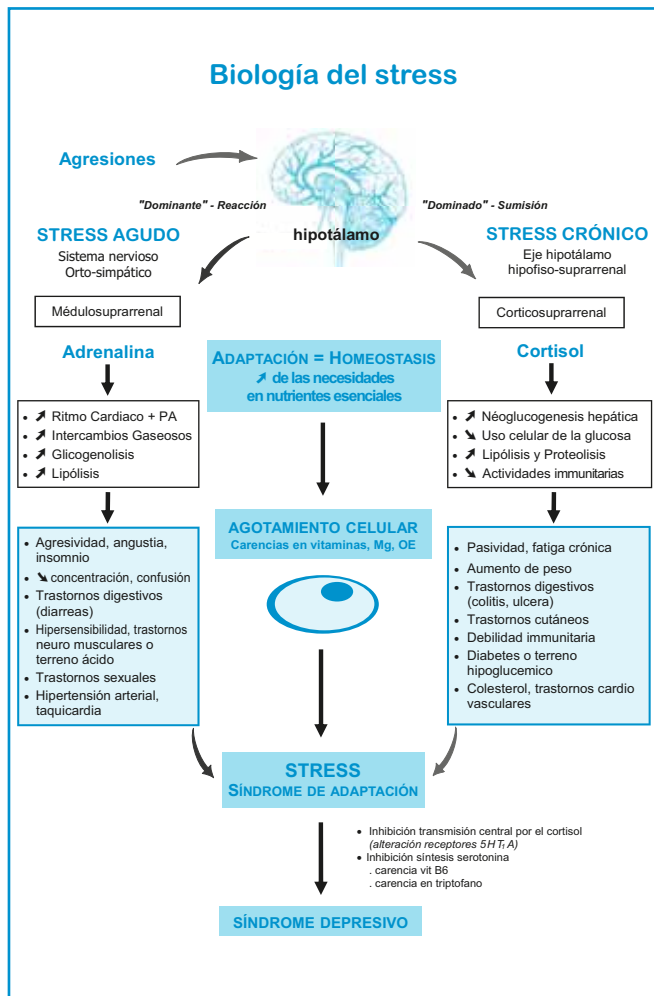 Biología del stress
Agresiones
"Dominante" - Reacción
"Dominado" - Sumisión
hipotálamo
STRESS AGUDO
Sistema nervioso
Orto-simpático
STRESS CRÓNICO
Eje hipotálamo
hipofiso-suprarrenal
Médulosuprarrenal
Corticosuprarrenal
Adrenalina
ADAPTACIÓN = HOMEOSTASIS
↗ de las necesidades
en nutrientes esenciales
Cortisol
• ↗ Ritmo Cardiaco + PA
• ↗ Intercambios Gaseosos
• ↗ Glicogenolisis
• ↗ Lipólisis
• ↗ Néoglucogenesis hepática
• ↘ Uso celular de la glucosa
• ↗ Lipólisis y Proteolisis
• ↘ Actividades immunitarias
AGOTAMIENTO CELULAR
Carencias en vitaminas, Mg, OE
• Agresividad, angustia,
insomnio
• ↘ concentración, confusión
• Trastornos digestivos
(diarreas)
• Hipersensibilidad, trastornos
neuro musculares o
terreno ácido
• Trastornos sexuales
• Hipertensión arterial,
taquicardia
• Pasividad, fatiga crónica
• Aumento de peso
• Trastornos digestivos
(colitis, ulcera)
• Trastornos cutáneos
• Debilidad immunitaria
• Diabetes o terreno
hipoglucemico
• Colesterol, trastornos cardio
vasculares
STRESS
SÍNDROME DE ADAPTACIÓN
• Inhibición transmisión central por el cortisol
(alteración receptores 5HT₁A)
• Inhibición síntesis serotonina
. carencia vit B6
. carencia en triptofano
SÍNDROME DEPRESIVO